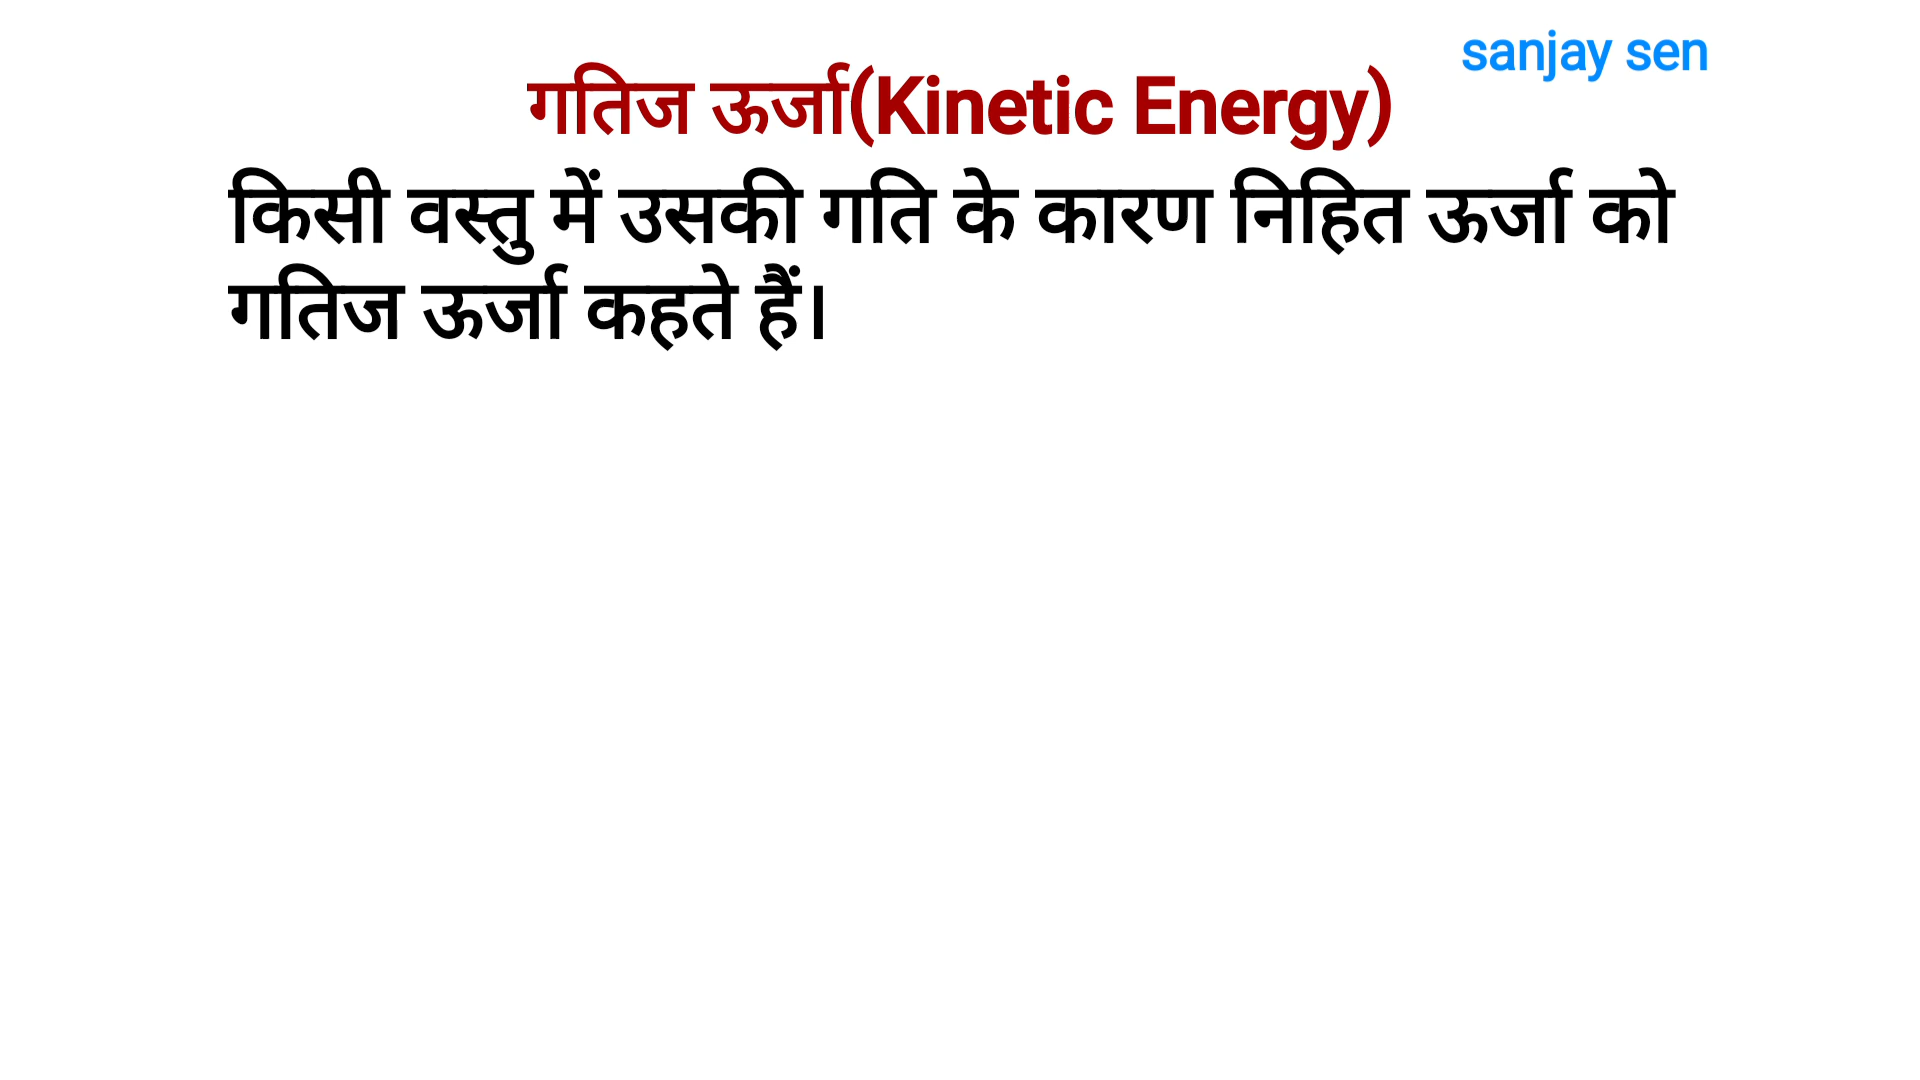 sanjay sen
गतिज ऊर्जा(Kinetic Energy)
किसी वस्तु में उसकी गति के कारण निहित ऊर्जा को
गतिज ऊर्जा कहते हैं।